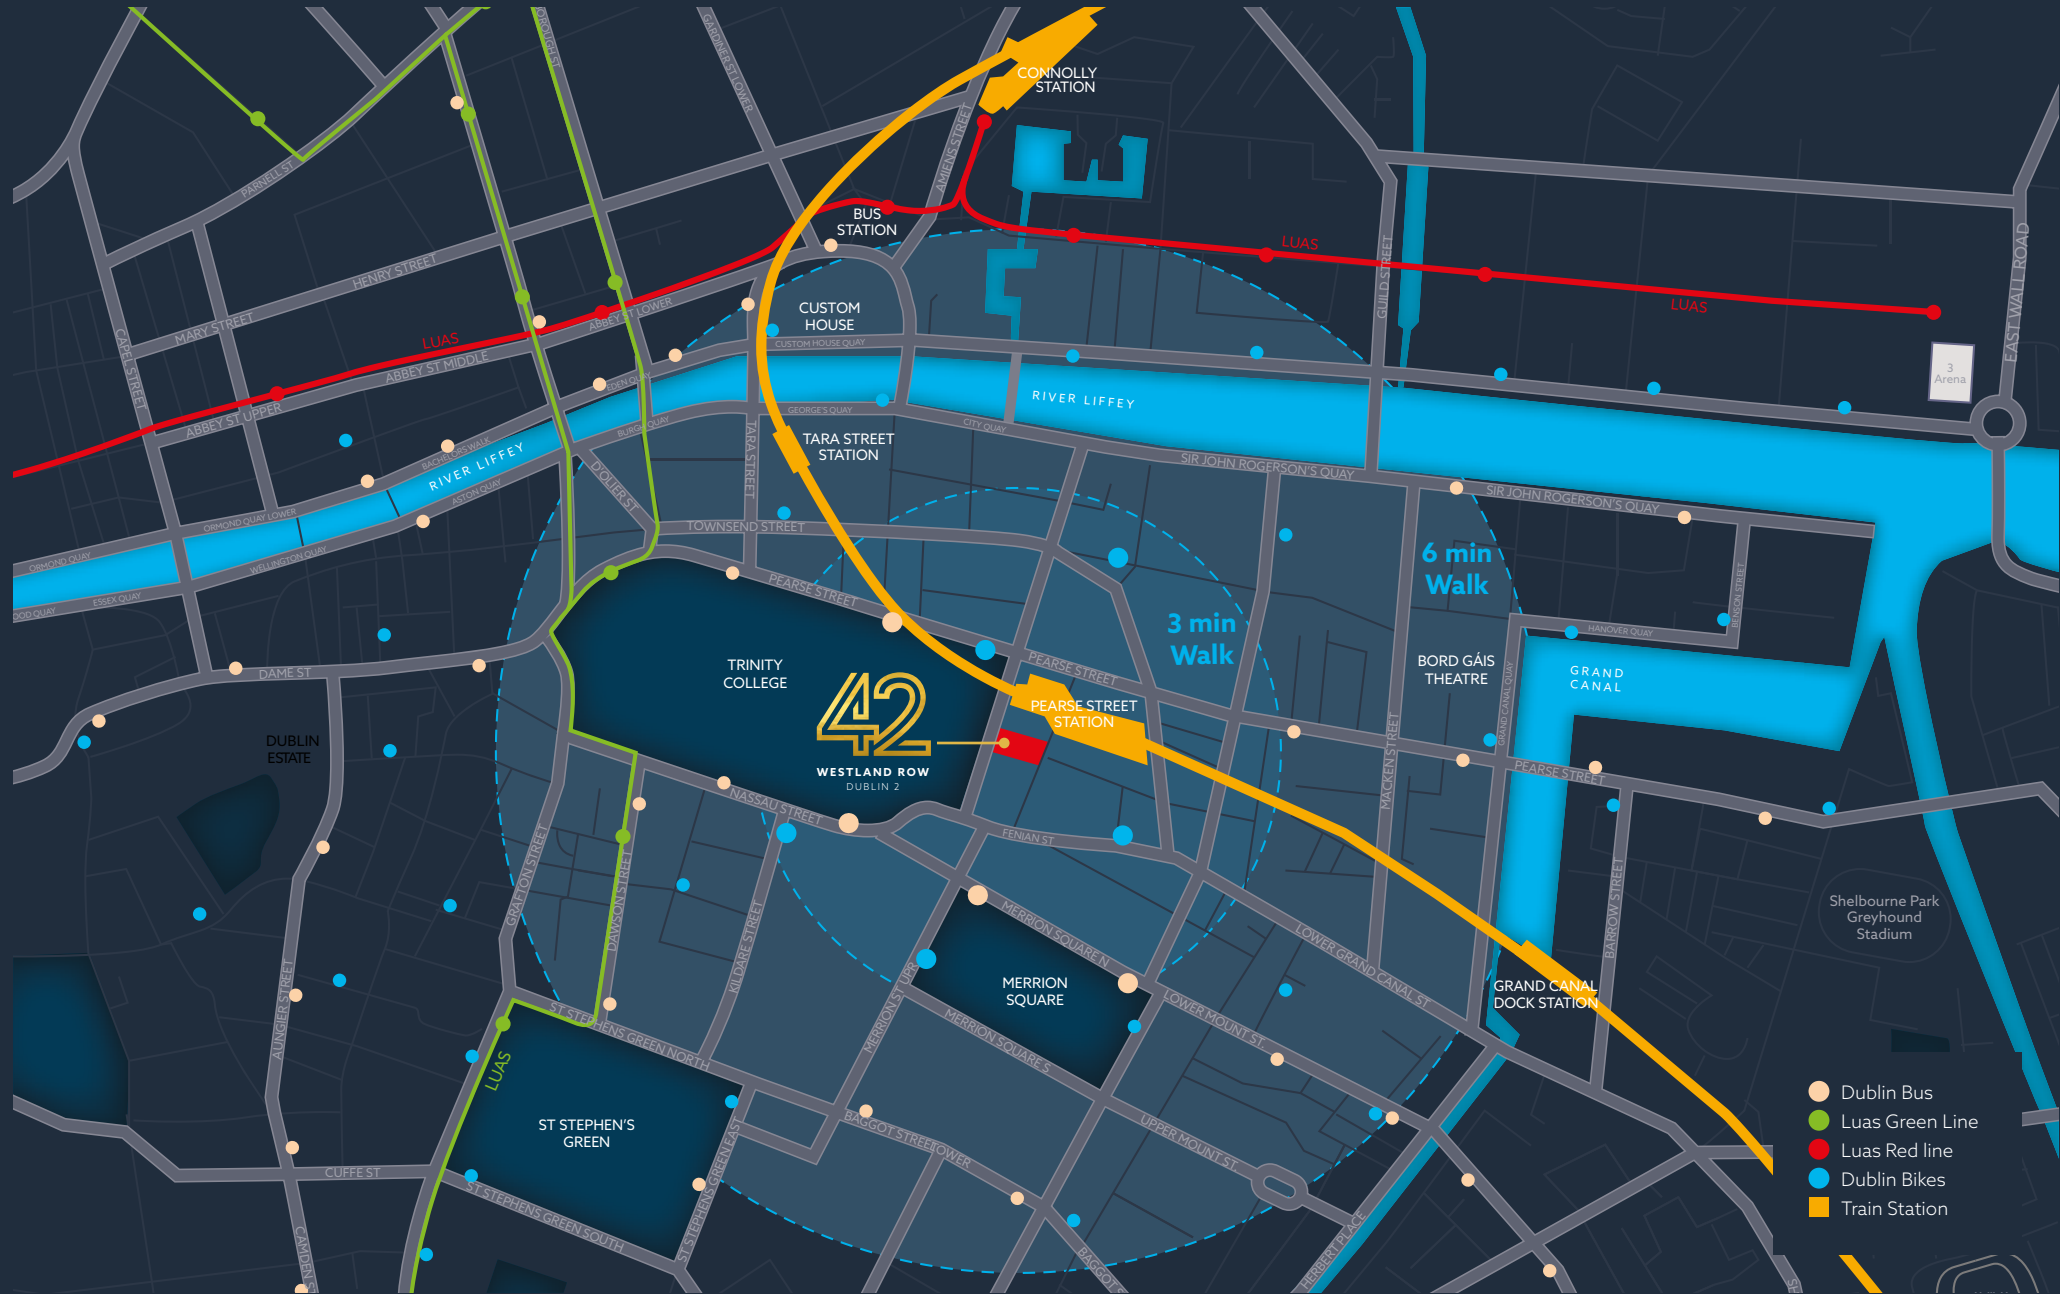 CONNOLLY
STATION
GARDINER ST LOWER
AMIENS STREET
PARNELL ST
BUS
STATION
LUAS
GUILD STREET
EAST WALL ROAD
HENRY STREET
MARY STREET
CAPEL STREET
LUAS
ABBEY ST LOWER
ABBEY ST MIDDLE
ABBEY ST UPPER
CUSTOM
HOUSE
CUSTOM HOUSE QUAY
LUAS
3
Arena
EDEN QUAY
BURGH QUAY
GEORGE'S QUAY
CITY QUAY
RIVER LIFFEY
BACHELORS WALK
RIVER LIFFEY
ASTON QUAY
D'OLIER ST
TARA STREET
TARA STREET
STATION
SIR JOHN ROGERSON'S QUAY
SIR JOHN ROGERSON'S QUAY
ORMOND QUAY LOWER
ORMOND QUAY
WELLINGTON QUAY
ESSEX QUAY
OOD QUAY
TOWNSEND STREET
PEARSE STREET
6 min
Walk
3 min
Walk
BENSON STREET
HANOVER QUAY
TRINITY
COLLEGE
42
WESTLAND ROW
DUBLIN 2
PEARSE STREET
PEARSE STREET
STATION
BORD GÁIS
THEATRE
GRAND
CANAL
GRAND CANAL QUAY
MACKEN STREET
PEARSE STREET
DAME ST
DUBLIN
ESTATE
NASSAU STREET
FENIAN ST
GRAFTON STREET
DAWSON STREET
KILDARE STREET
MERRION ST UPR
MERRION SQUARE N
MERRION
SQUARE
MERRION SQUARE S
LOWER GRAND CANAL ST
LOWER MOUNT ST.
BARROW STREET
Shelbourne Park
Greyhound
Stadium
GRAND CANAL
DOCK STATION
AUNGIER STREET
ST STEPHENS GREEN NORTH
LUAS
ST STEPHEN'S
GREEN
ST STEPHENS GREEN EAST
BAGGOT STREET LOWER
UPPER MOUNT ST.
CUFFE ST
ST STEPHENS GREEN SOUTH
CAMDEN S
BAGGOT S
HERBERT PLACE
Dublin Bus
Luas Green Line
Luas Red line
Dublin Bikes
Train Station